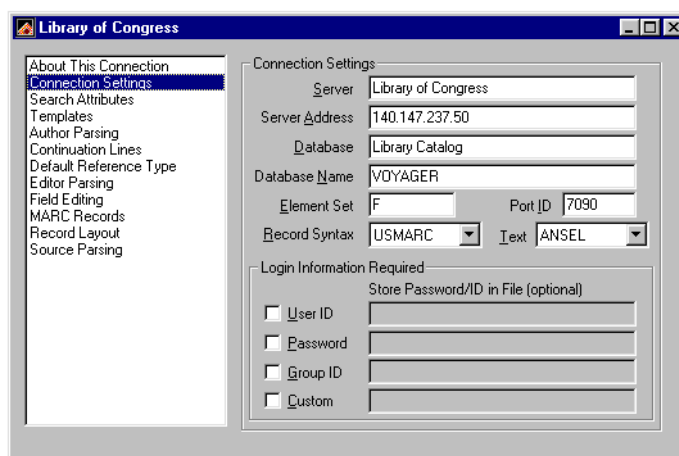 Library of Congress
About This Connection
Connection Settings
Search Attributes
Templates
Author Parsing
Continuation Lines
Default Reference Type
Editor Parsing
Field Editing
MARC Records
Record Layout
Source Parsing
Connection Settings
Server Library of Congress
Server Address 140.147.237.50
Database Library Catalog
Database Name VOYAGER
Element Set F Port ID 7090
Record Syntax USMARC Text ANSEL
Login Information Required
Store Password/ID in File (optional)
User ID
Password
Group ID
Custom